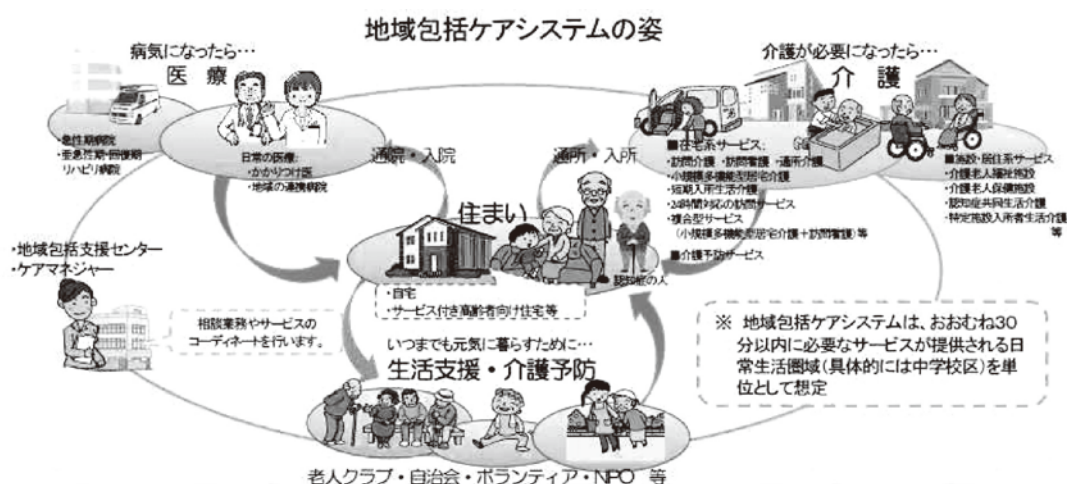 地域包括ケアシステムの姿
病気になったら…
医療
・急性期病院
・亜急性期・回復期
リハビリ病院
日常の医療:
・かかりつけ医
・地域の連携病院
通院・入院
通所・入所
介護が必要になったら…
介護
■在宅系サービス:
・訪問介護・訪問看護・通所介護
・小規模多機能型居宅介護
・短期入所生活介護
・24時間対応の訪問サービス
・複合型サービス
(小規模多機能型居宅介護+訪問看護)等
■介護予防サービス
■施設・居住系サービス
・介護老人福祉施設
・介護老人保健施設
・認知症共同生活介護
・特定施設入所者生活介護
等
住まい
認知症の人
・自宅
・サービス付き高齢者向け住宅等
・地域包括支援センター
・ケアマネジャー
相談業務やサービスの
コーディネートを行います。
いつまでも元気に暮らすために…
生活支援・介護予防
老人クラブ・自治会・ボランティア・NPO 等
※ 地域包括ケアシステムは、おおむね30
分以内に必要なサービスが提供される日
常生活圏域(具体的には中学校区)を単
位として想定